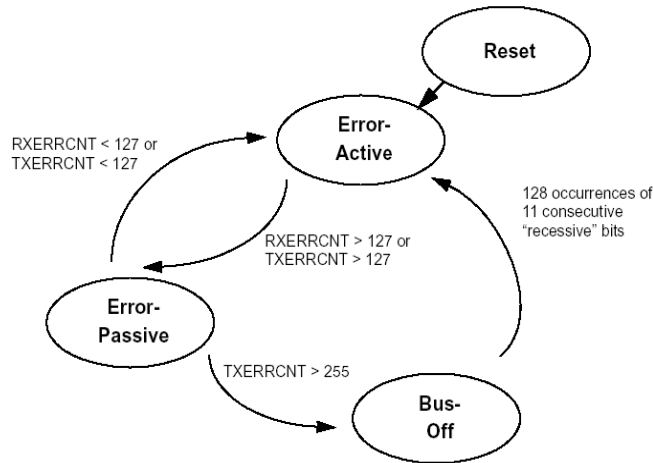 Reset
Error-
Active
RXERRCNT < 127 or
TXERRCNT < 127
128 occurrences of
11 consecutive
“recessive” bits
RXERRCNT > 127 or
TXERRCNT > 127
Error-
Passive
TXERRCNT > 255
Bus-
Off